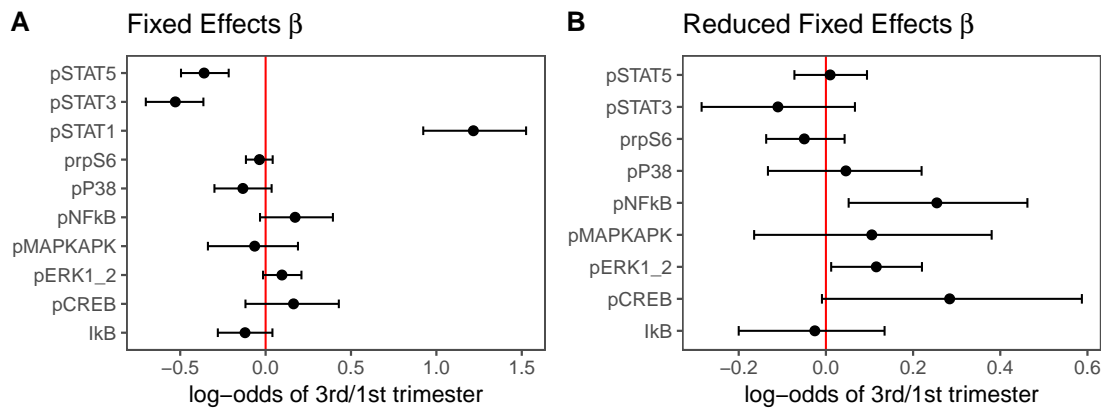 A
Fixed Effects β
pSTAT5
pSTAT3
pSTAT1
prpS6
pP38
pNFkB
pMAPKAPK
pERK1_2
pCREB
IkB
−0.5 0.0 0.5 1.0 1.5
log−odds of 3rd/1st trimester
B
Reduced Fixed Effects β
pSTAT5
pSTAT3
prpS6
pP38
pNFkB
pMAPKAPK
pERK1_2
pCREB
IkB
−0.2 0.0 0.2 0.4 0.6
log−odds of 3rd/1st trimester